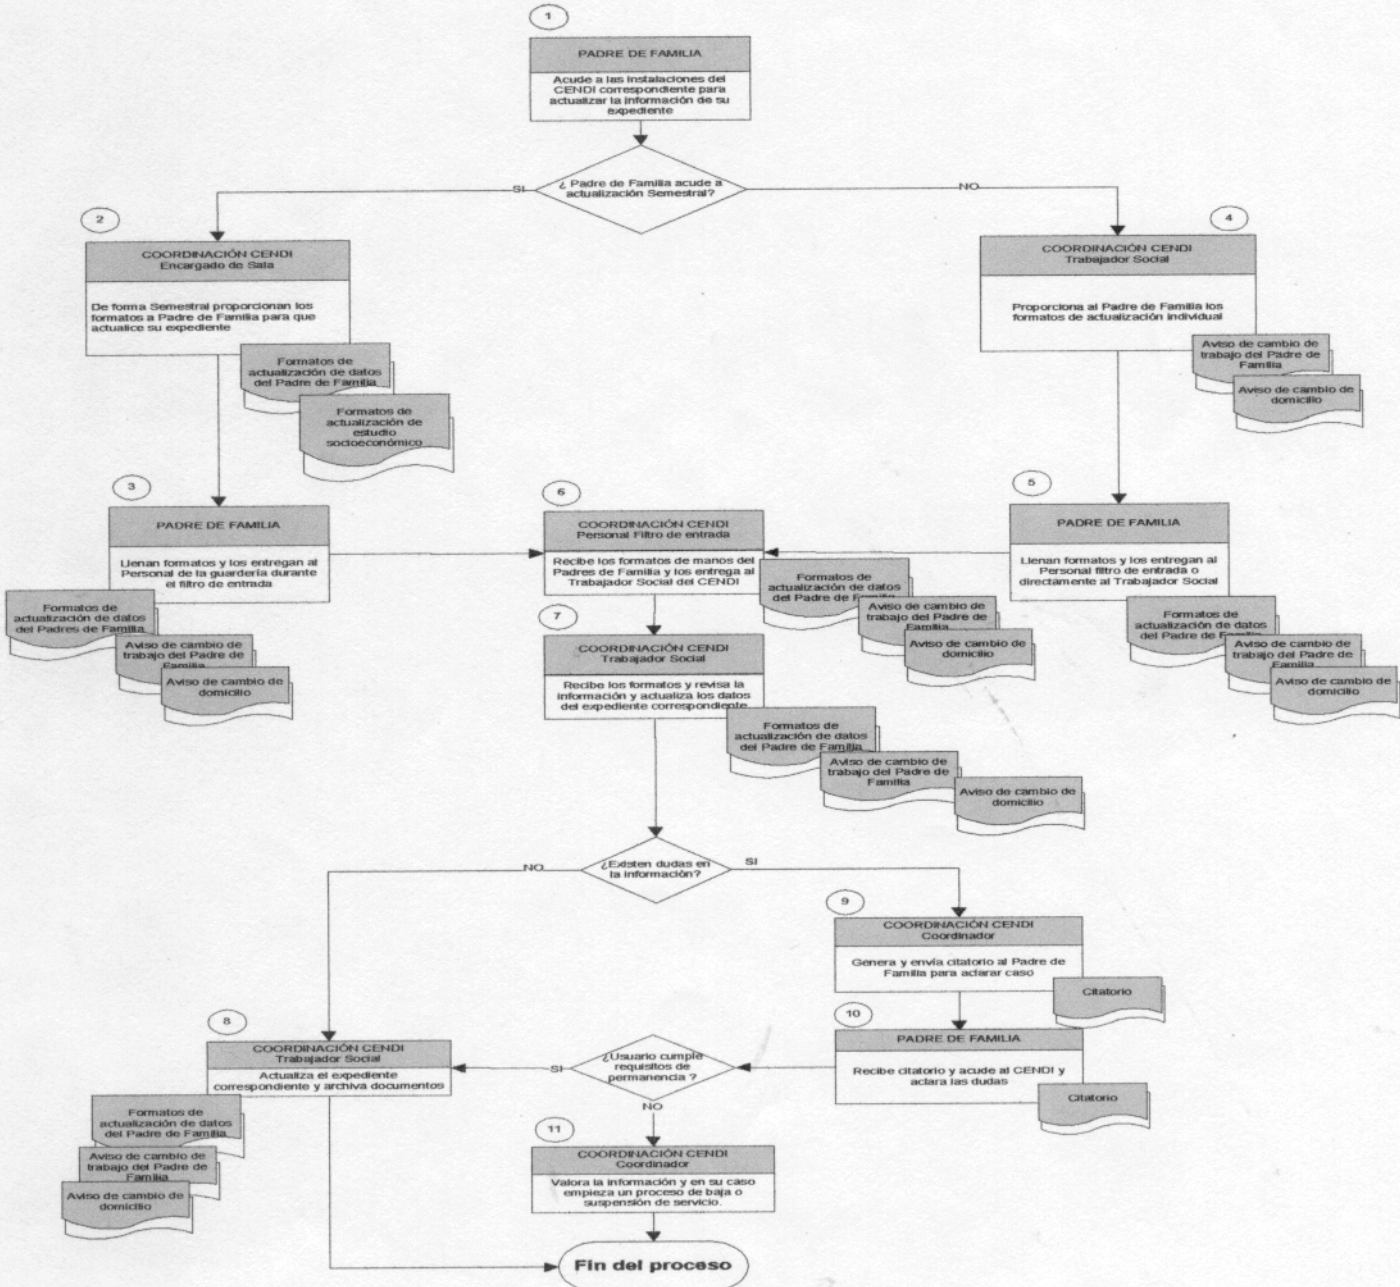 1
PADRE DE FAMILIA
Acude a las instalaciones del
CENDI correspondiente para
actualizar la información de su
expediente
¿ Padre de Familia acude a
actualización Semestral?
SI
NO
2
COORDINACIÓN CENDI
Encargado de Sala
De forma Semestral proporcionan los
formatos a Padre de Familia para que
actualice su expediente
Formatos de
actualización de datos
del Padre de Familia
Formatos de
actualización de
estudio
socioeconómico
4
COORDINACIÓN CENDI
Trabajador Social
Proporciona al Padre de Familia los
formatos de actualización individual
Aviso de cambio de
trabajo del Padre de
Familia
Aviso de cambio de
domicilio
3
PADRE DE FAMILIA
Llenan formatos y los entregan al
Personal de la guardería durante
el filtro de entrada
Formatos de
actualización de datos
del Padres de Familia
Aviso de cambio de
trabajo del Padre de
Familia
Aviso de cambio de
domicilio
6
COORDINACIÓN CENDI
Personal Filtro de entrada
Recibe los formatos de manos del
Padres de Familia y los entrega al
Trabajador Social del CENDI
Formatos de
actualización de datos
del Padre de Familia
Aviso de cambio de
trabajo del Padre de
Familia
Aviso de cambio de
domicilio
5
PADRE DE FAMILIA
Llenan formatos y los entregan al
Personal filtro de entrada o
directamente al Trabajador Social
Formatos de
actualización de datos
del Padre de Familia
Aviso de cambio de
trabajo del Padre de
Familia
Aviso de cambio de
domicilio
7
COORDINACIÓN CENDI
Trabajador Social
Recibe los formatos y revisa la
información y actualiza los datos
del expediente correspondiente
Formatos de
actualización de datos
del Padre de Familia
Aviso de cambio de
trabajo del Padre de
Familia
Aviso de cambio de
domicilio
¿Existen dudas en
la información?
NO
SI
9
COORDINACIÓN CENDI
Coordinador
Genera y envía citatorio al Padre de
Familia para aclarar caso
Citatorio
10
PADRE DE FAMILIA
Recibe citatorio y acude al CENDI y
aclara las dudas
Citatorio
¿Usuario cumple
requisitos de
permanencia ?
SI
NO
8
COORDINACIÓN CENDI
Trabajador Social
Actualiza el expediente
correspondiente y archiva documentos
Formatos de
actualización de datos
del Padre de Familia
Aviso de cambio de
trabajo del Padre de
Familia
Aviso de cambio de
domicilio
11
COORDINACIÓN CENDI
Coordinador
Valora la información y en su caso
empieza un proceso de baja o
suspensión de servicio.
Fin del proceso